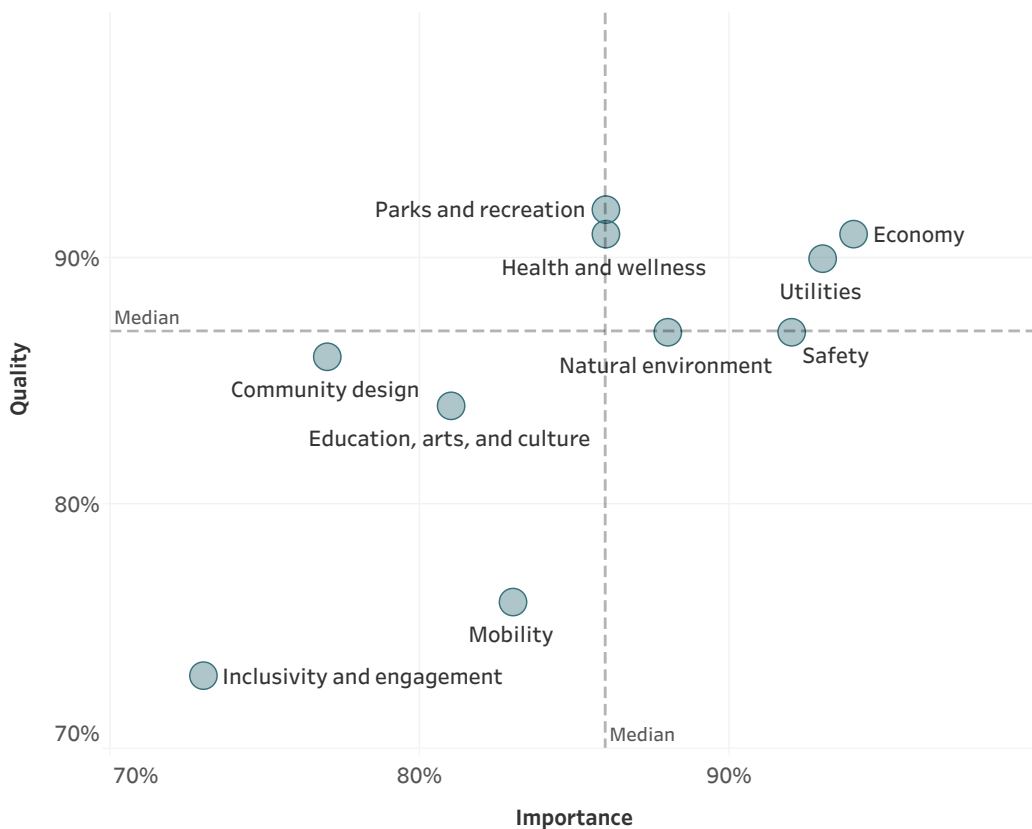 Parks and recreation
Economy
90%
Health and wellness
Utilities
Median
Safety
Natural environment
Quality
Community design
Education, arts, and culture
80%
Mobility
Inclusivity and engagement
70%
Median
70%
80%
90%
Importance